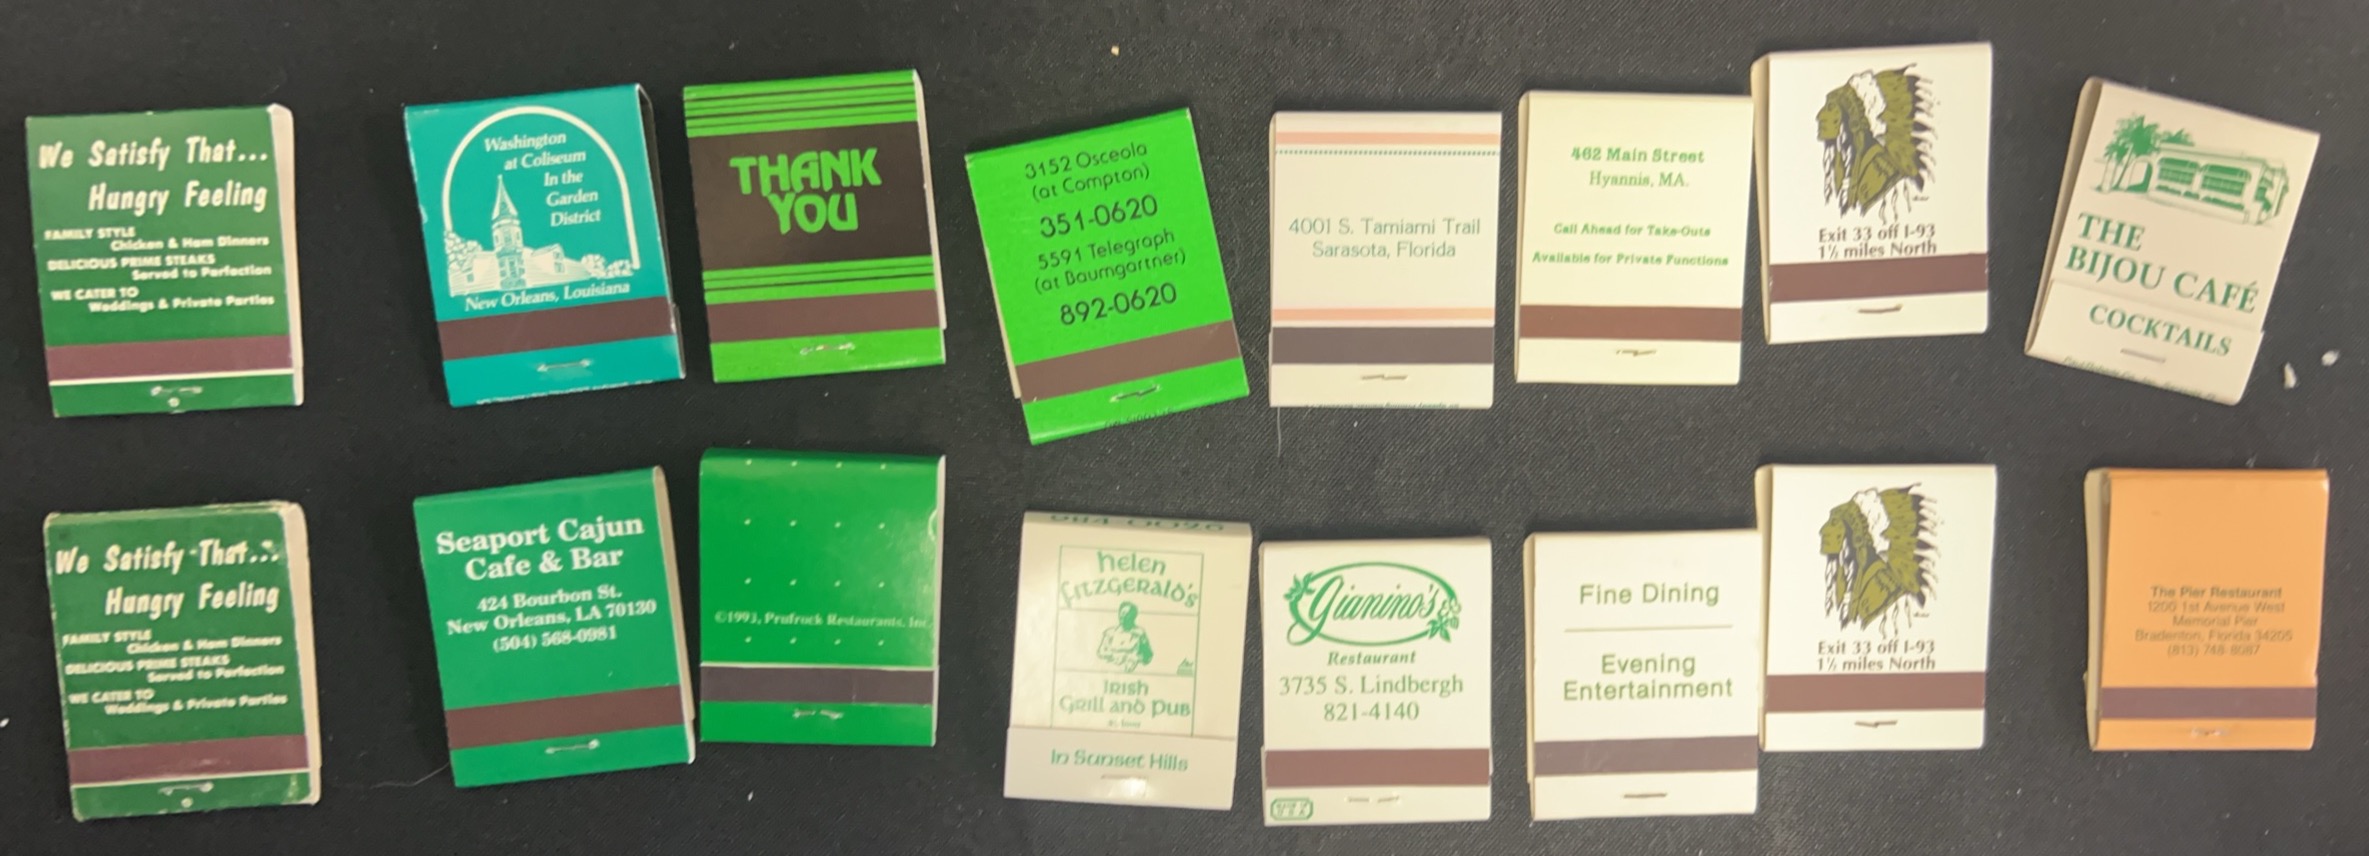 We Satisfy That...
Hungry Feeling
FAMILY STYLE
Chicken & Ham Dinners
DELICIOUS PRIME STEAKS
Served to Perfection
WE CATER TO
Weddings & Private Parties
Washington
at Coliseum
In the
Garden
District
New Orleans, Louisiana
THANK
YOU
3152 Osceola
(at Compton)
351-0620
5591 Telegraph
(at Baumgartner)
892-0620
4001 S. Tamiami Trail
Sarasota, Florida
462 Main Street
Hyannis, MA.
Call Ahead for Take-Outs
Available for Private Functions
Exit 33 off I-93
1½ miles North
THE
BIJOU CAFÉ
COCKTAILS
We Satisfy That...
Hungry Feeling
FAMILY STYLE
Chicken & Ham Dinners
DELICIOUS PRIME STEAKS
Served to Perfection
WE CATER TO
Weddings & Private Parties
Seaport Cajun
Cafe & Bar
424 Bourbon St.
New Orleans, LA 70130
(504) 568-0981
©1993, Prufrock Restaurants, Inc.
984-0026
helen
fitzgerald's
Irish
Grill and Pub
In Sunset Hills
Gianino's
Restaurant
3735 S. Lindbergh
821-4140
Fine Dining
Evening
Entertainment
Exit 33 off I-93
1½ miles North
The Pier Restaurant
1200 1st Avenue West
Memorial Pier
Bradenton, Florida 34205
(813) 748-8087